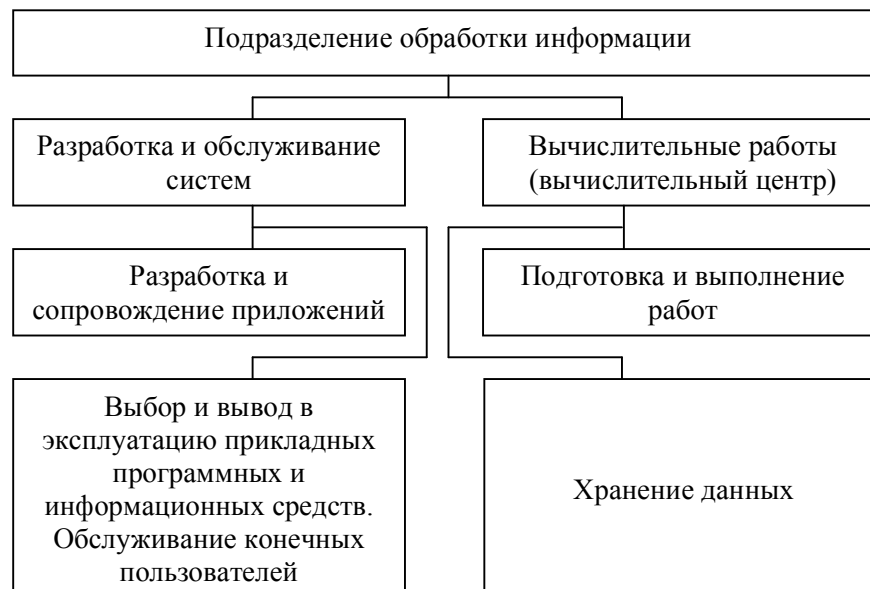 Подразделение обработки информации
Разработка и обслуживание
систем
Вычислительные работы
(вычислительный центр)
Разработка и
сопровождение приложений
Подготовка и выполнение
работ
Выбор и вывод в
эксплуатацию прикладных
программных и
информационных средств.
Обслуживание конечных
пользователей
Хранение данных